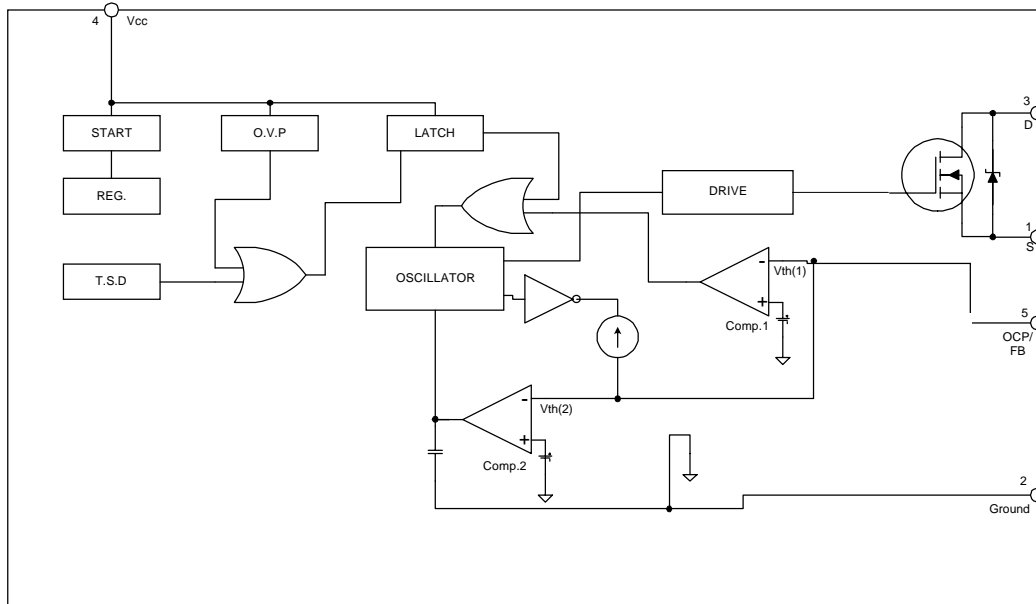 4 Vcc
3
D
START
O.V.P
LATCH
REG.
DRIVE
1
S
T.S.D
OSCILLATOR
-
Vth(1)
+
Comp.1
5
OCP/
FB
-
Vth(2)
+
Comp.2
2
Ground